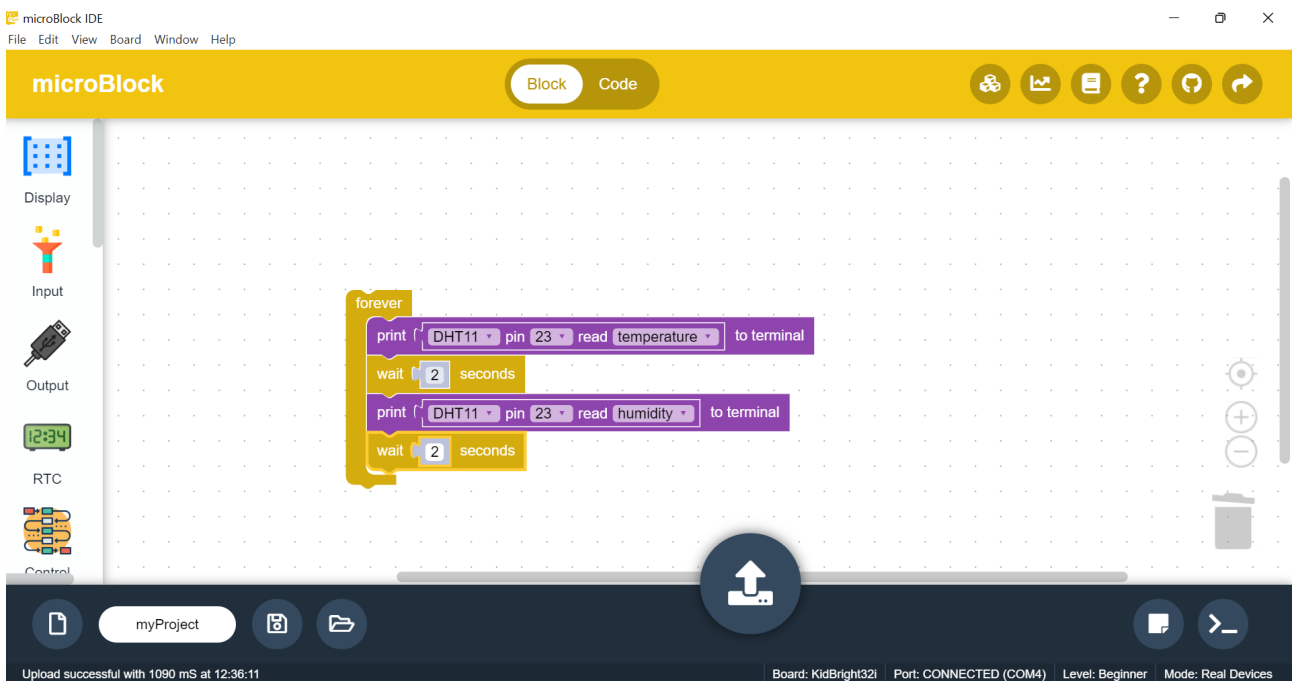 microBlock IDE
File Edit View Board Window Help
microBlock
Block Code
Display
Input
Output
12:34
RTC
Control
forever
print DHT11 pin 23 read temperature to terminal
wait 2 seconds
print DHT11 pin 23 read humidity to terminal
wait 2 seconds
myProject
Upload successful with 1090 mS at 12:36:11
Board: KidBright32i Port: CONNECTED (COM4) Level: Beginner Mode: Real Devices